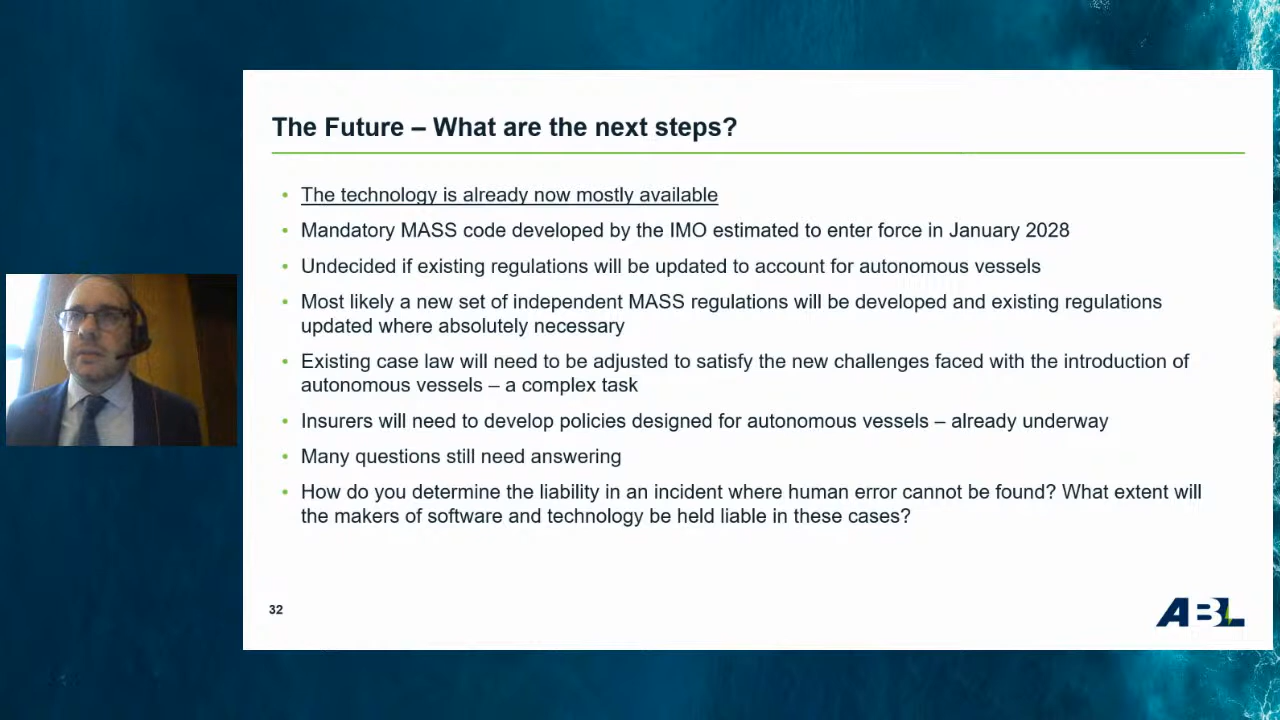 The Future – What are the next steps?
• The technology is already now mostly available
• Mandatory MASS code developed by the IMO estimated to enter force in January 2028
• Undecided if existing regulations will be updated to account for autonomous vessels
• Most likely a new set of independent MASS regulations will be developed and existing regulations
updated where absolutely necessary
• Existing case law will need to be adjusted to satisfy the new challenges faced with the introduction of
autonomous vessels – a complex task
• Insurers will need to develop policies designed for autonomous vessels – already underway
• Many questions still need answering
• How do you determine the liability in an incident where human error cannot be found? What extent will
the makers of software and technology be held liable in these cases?
32
ABL